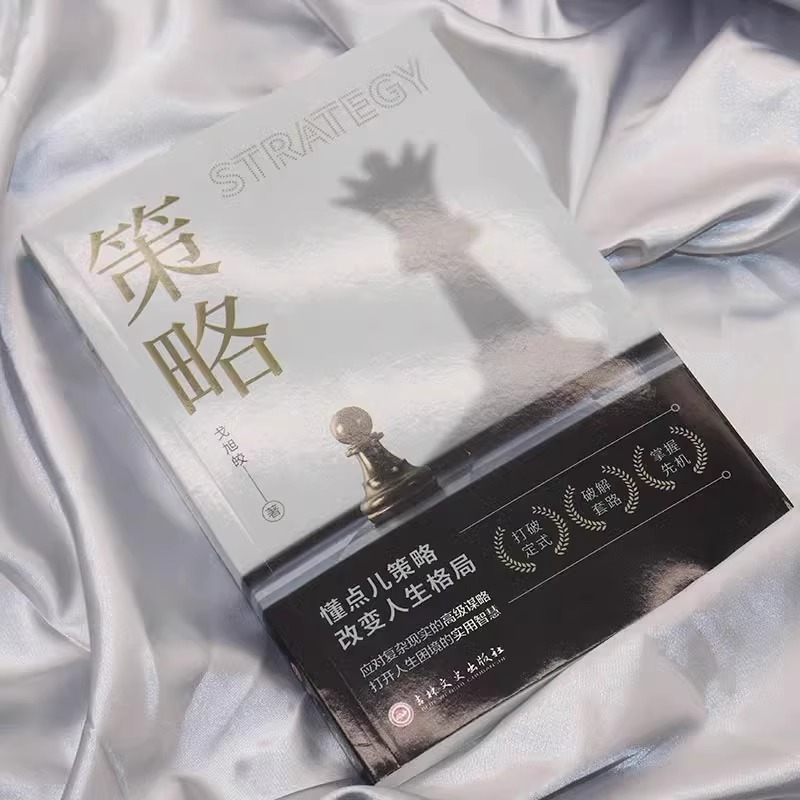 STRATEGY
策略
戈旭皎 著
打破
定式
破解
套路
掌握
先机
懂点儿策略
改变人生格局
应对复杂现实的高级谋略
打开人生困境的实用智慧
吉林文史出版社